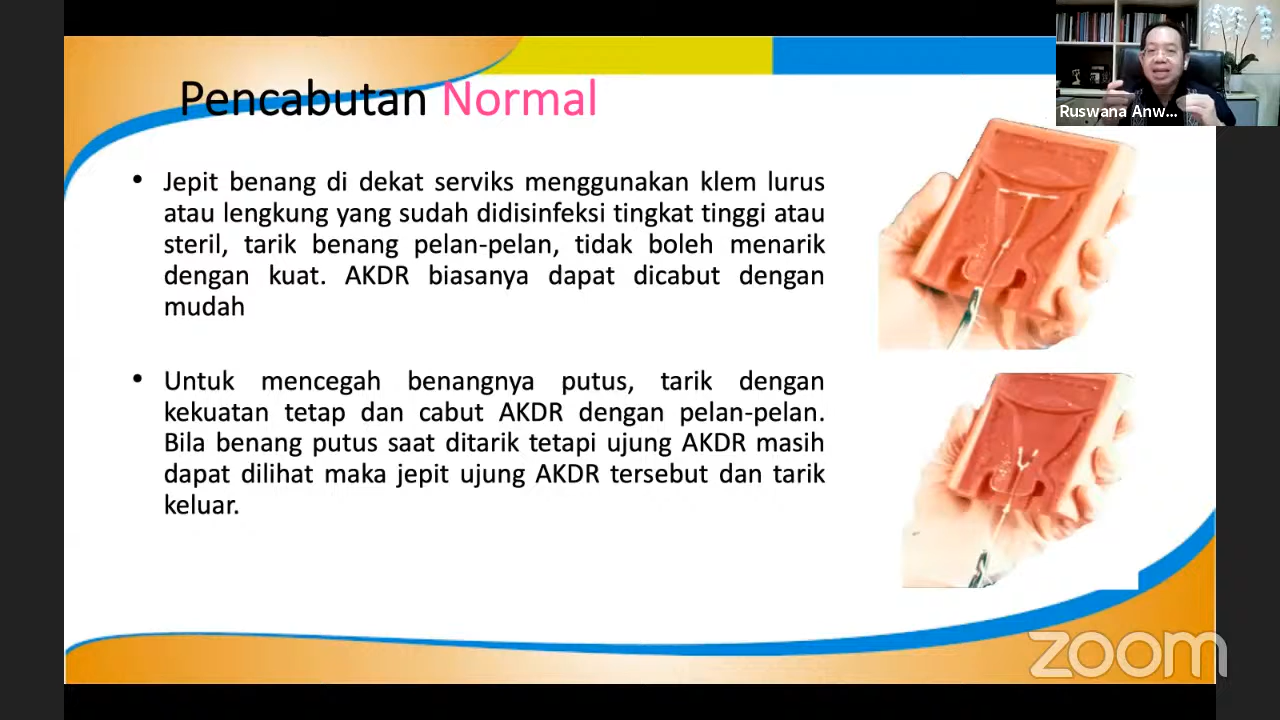 Pencabutan Normal
Ruswana Anw...
• Jepit benang di dekat serviks menggunakan klem lurus
atau lengkung yang sudah didisinfeksi tingkat tinggi atau
steril, tarik benang pelan-pelan, tidak boleh menarik
dengan kuat. AKDR biasanya dapat dicabut dengan
mudah
• Untuk mencegah benangnya putus, tarik dengan
kekuatan tetap dan cabut AKDR dengan pelan-pelan.
Bila benang putus saat ditarik tetapi ujung AKDR masih
dapat dilihat maka jepit ujung AKDR tersebut dan tarik
keluar.
zoom